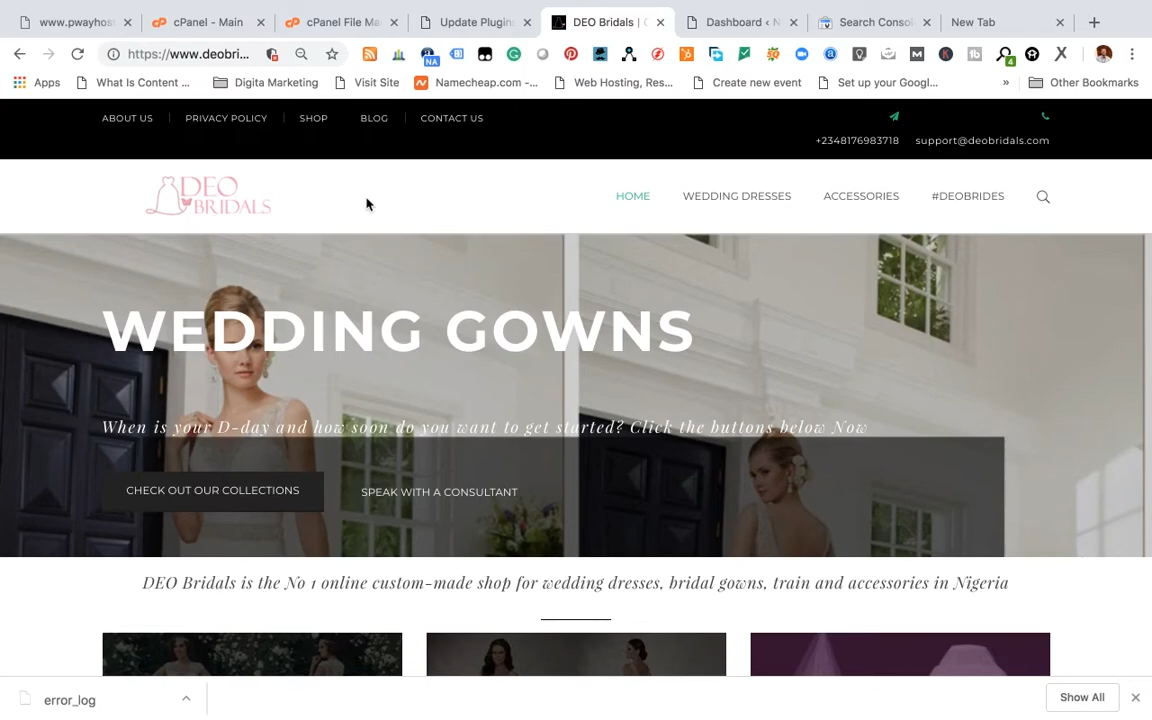 www.pwayhost
cPanel - Main
cPanel File Ma
Update Plugins
DEO Bridals |
Dashboard ‹ N
Search Consol
New Tab
https://www.deobri...
NA
4
Apps
What Is Content ...
Digita Marketing
Visit Site
Namecheap.com -...
Web Hosting, Res...
Create new event
Set up your Googl...
»
Other Bookmarks
ABOUT US
PRIVACY POLICY
SHOP
BLOG
CONTACT US
+2348176983718
support@deobridals.com
DEO
BRIDALS
HOME
WEDDING DRESSES
ACCESSORIES
#DEOBRIDES
WEDDING GOWNS
When is your D-day and how soon do you want to get started? Click the buttons below Now
CHECK OUT OUR COLLECTIONS
SPEAK WITH A CONSULTANT
DEO Bridals is the No 1 online custom-made shop for wedding dresses, bridal gowns, train and accessories in Nigeria
error_log
Show All